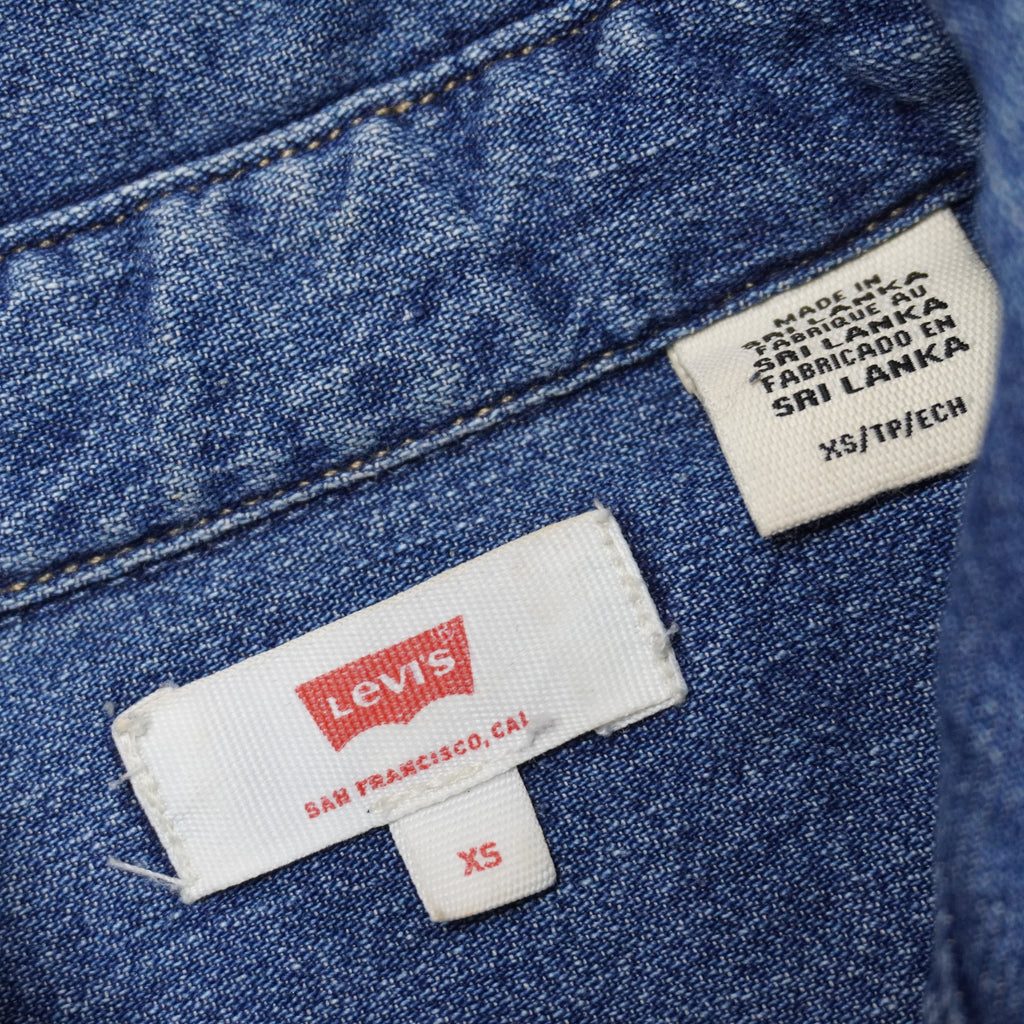 MADE IN
SRI LANKA
FABRIQUE AU
SRI LANKA
FABRICADO EN
SRI LANKA
XS/TP/ECH
LEVI'S
SAN FRANCISCO, CAL
XS